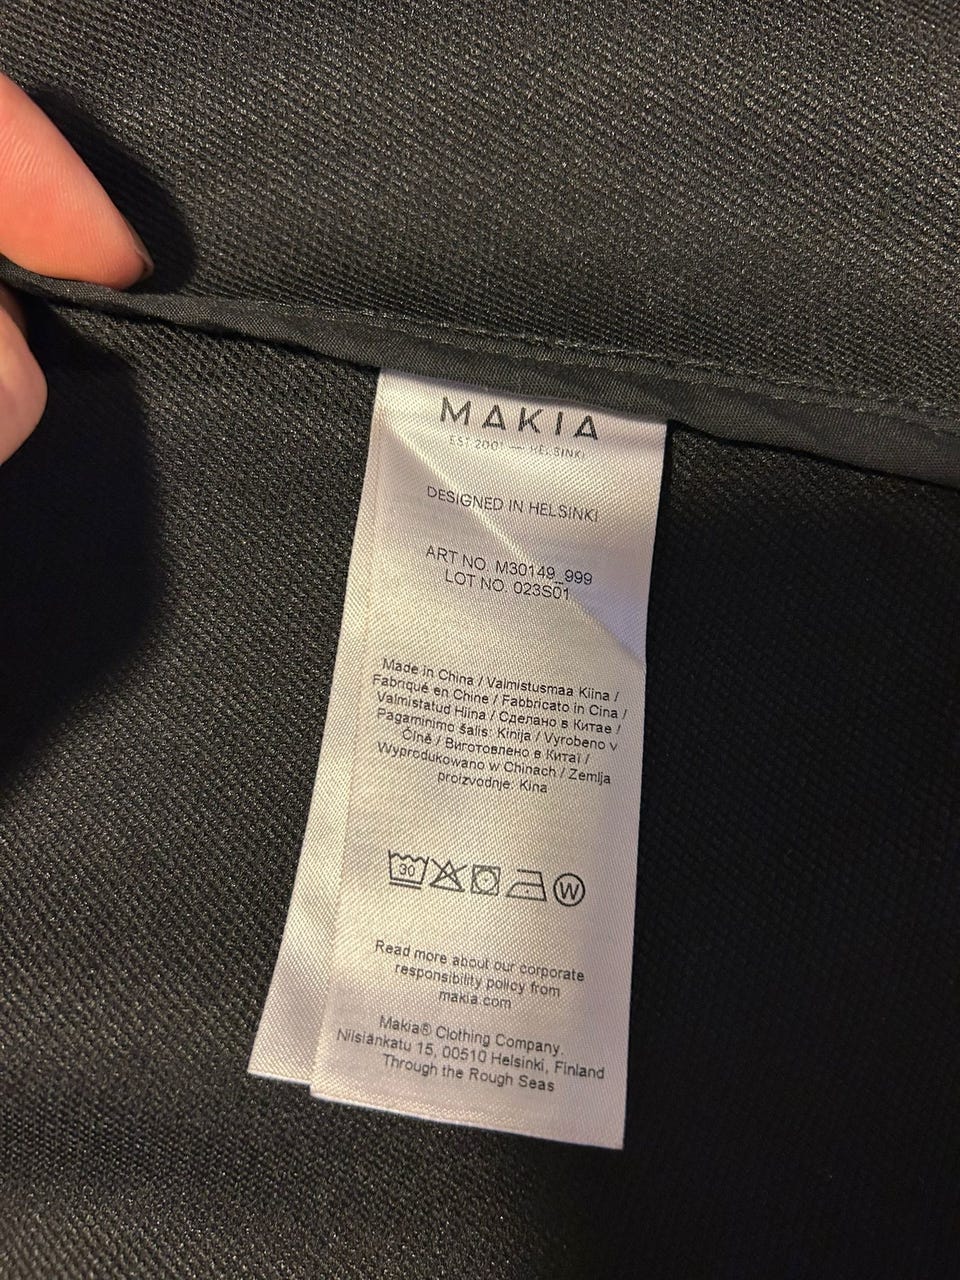 MAKIA
EST 2001 — HELSINKI
DESIGNED IN HELSINKI
ART NO. M30149_999
LOT NO. 023S01
Made in China / Valmistusmaa Kiina /
Fabriqué en Chine / Fabbricato in Cina /
Valmistatud Hiina / Сделано в Китае /
Pagaminimo šalis: Kinija / Vyrobeno v
Číně / Виготовлено в Китаї /
Wyprodukowano w Chinach / Zemlja
proizvodnje: Kina
30
W
Read more about our corporate
responsibility policy from
makia.com
Makia® Clothing Company.
Nilsiänkatu 15, 00510 Helsinki, Finland
Through the Rough Seas